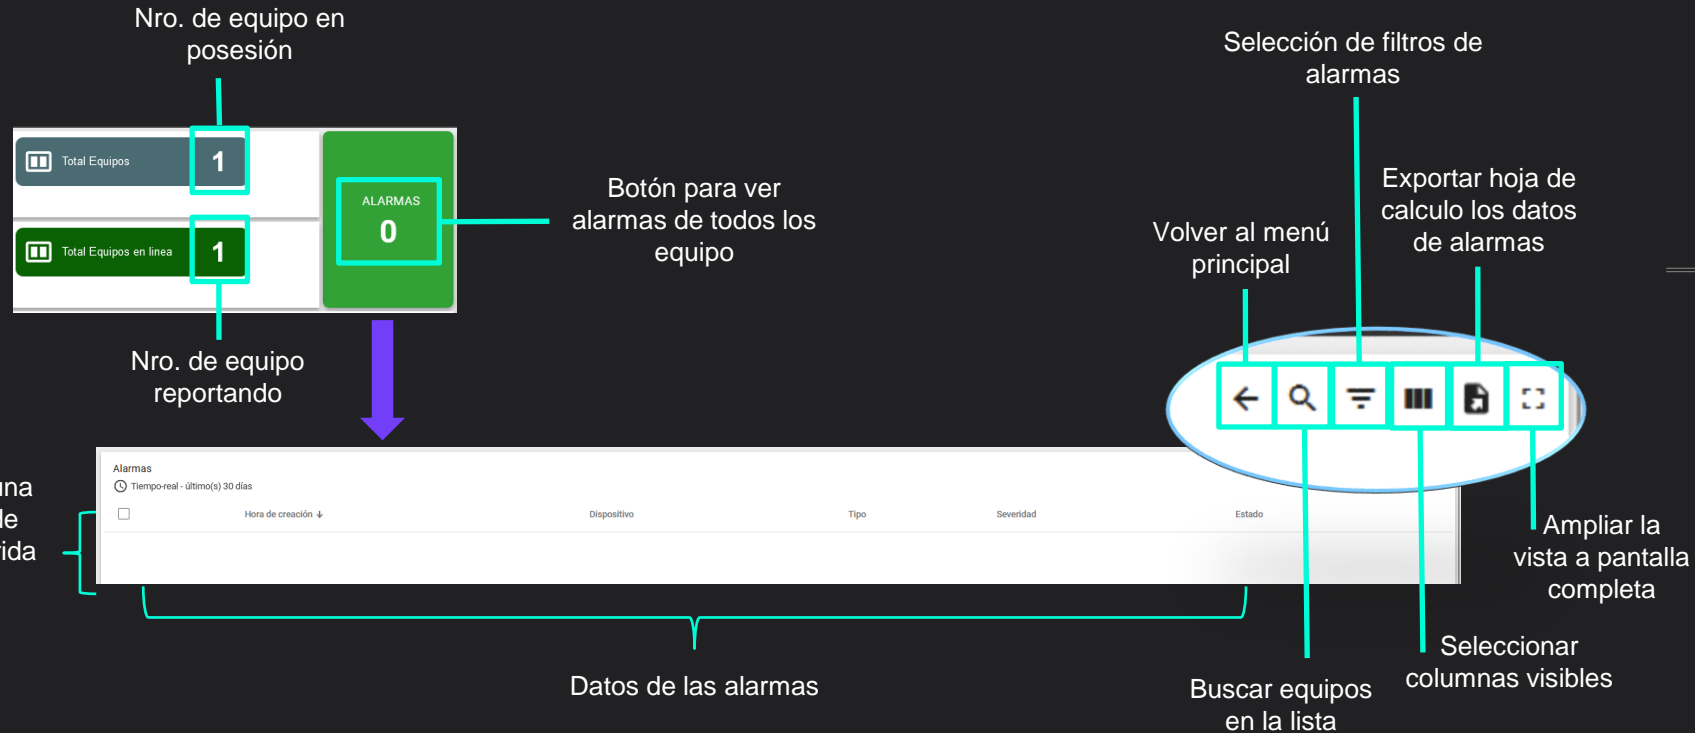 Nro. de equipo en
posesión
Total Equipos
1
ALARMAS
0
Total Equipos en linea
1
Nro. de equipo
reportando
Botón para ver
alarmas de todos los
equipo
Selección de filtros de
alarmas
Exportar hoja de
calculo los datos
de alarmas
Volver al menú
principal
Alarmas
Tiempo-real - último(s) 30 días
Hora de creación
Dispositivo
Tipo
Severidad
Estado
Datos de las alarmas
Buscar equipos
en la lista
Seleccionar
columnas visibles
Ampliar la
vista a pantalla
completa